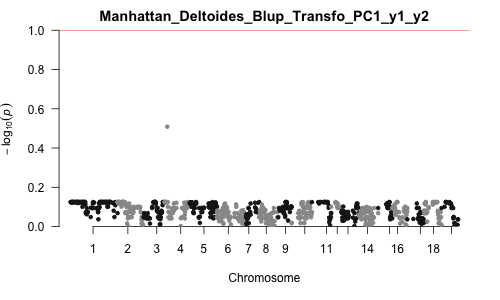 Manhattan_Deltoides_Blup_Transfo_PC1_y1_y2
1.0
0.8
0.6
0.4
0.2
0.0
− log₁₀(p)
1 2 3 4 5 6 7 8 9 11 14 16 18
Chromosome